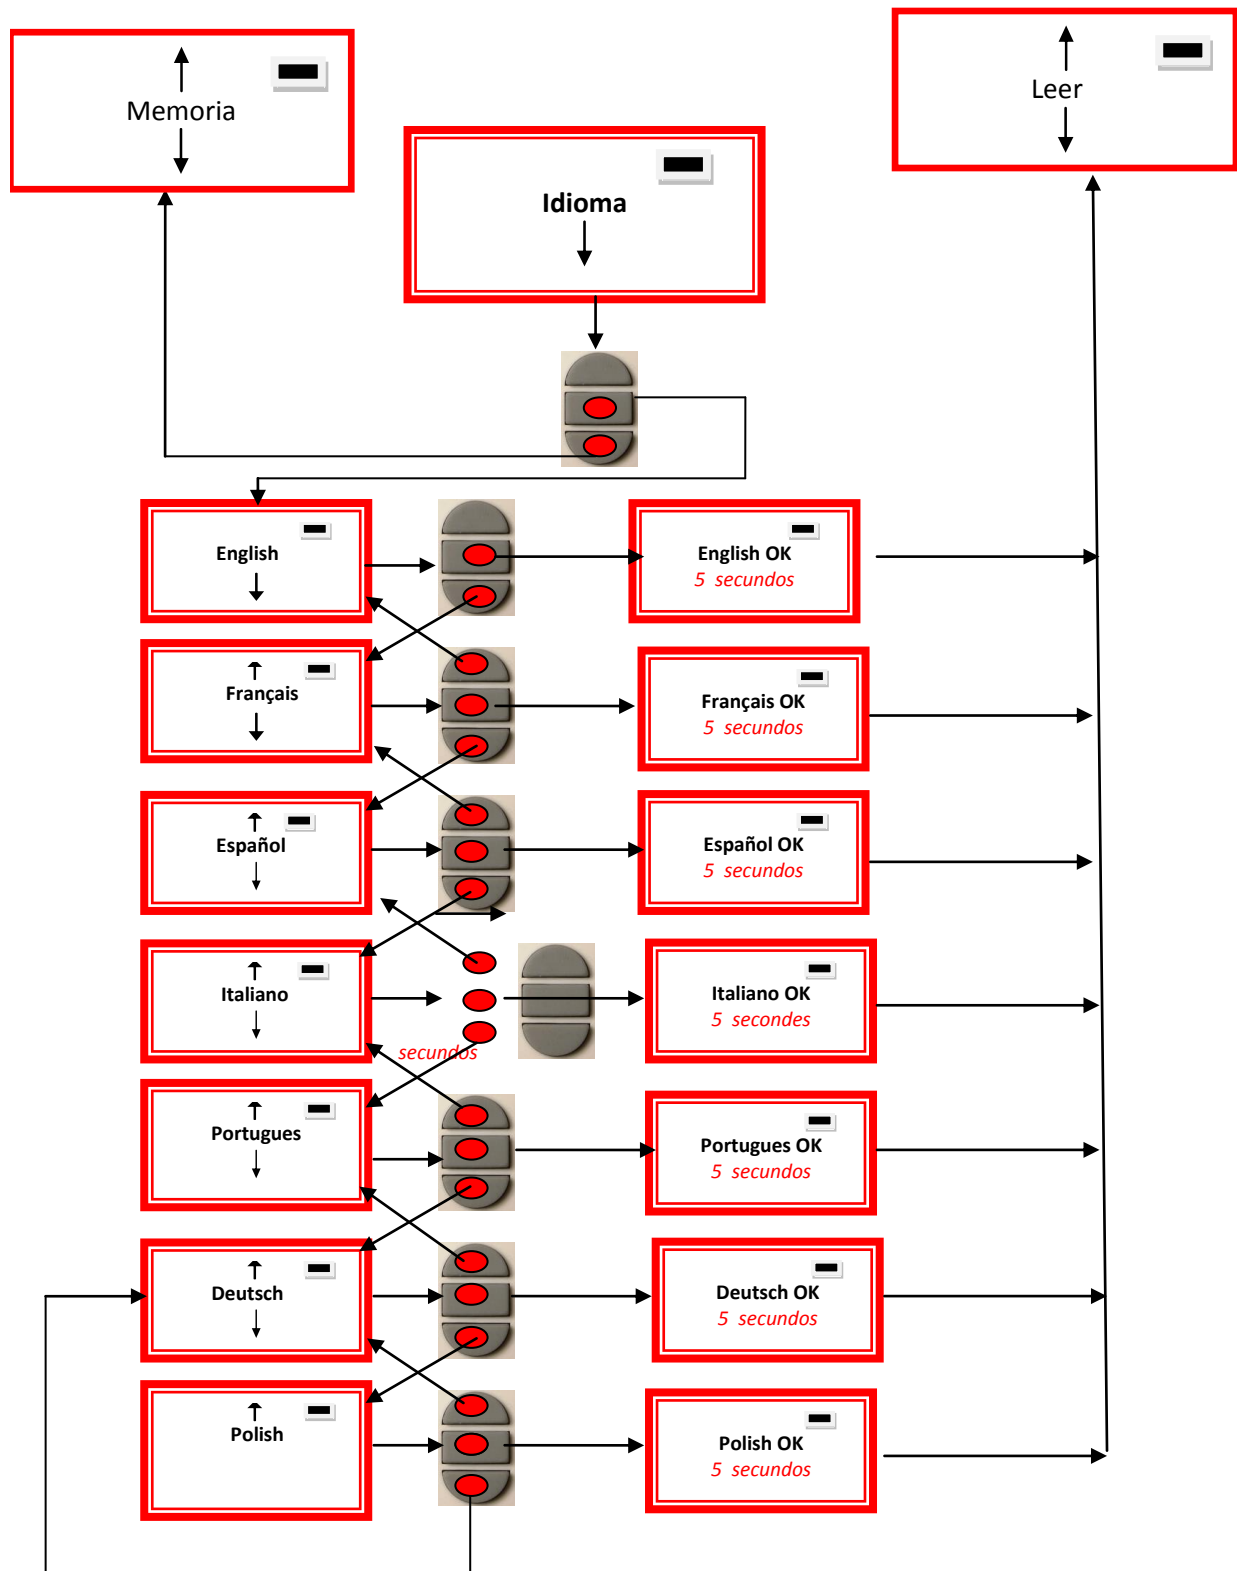 Memoria
Leer
Idioma
English
English OK
5 secundos
Français
Français OK
5 secundos
Español
Español OK
5 secundos
Italiano
Italiano OK
5 secondes
secundos
Portugues
Portugues OK
5 secundos
Deutsch
Deutsch OK
5 secundos
Polish
Polish OK
5 secundos